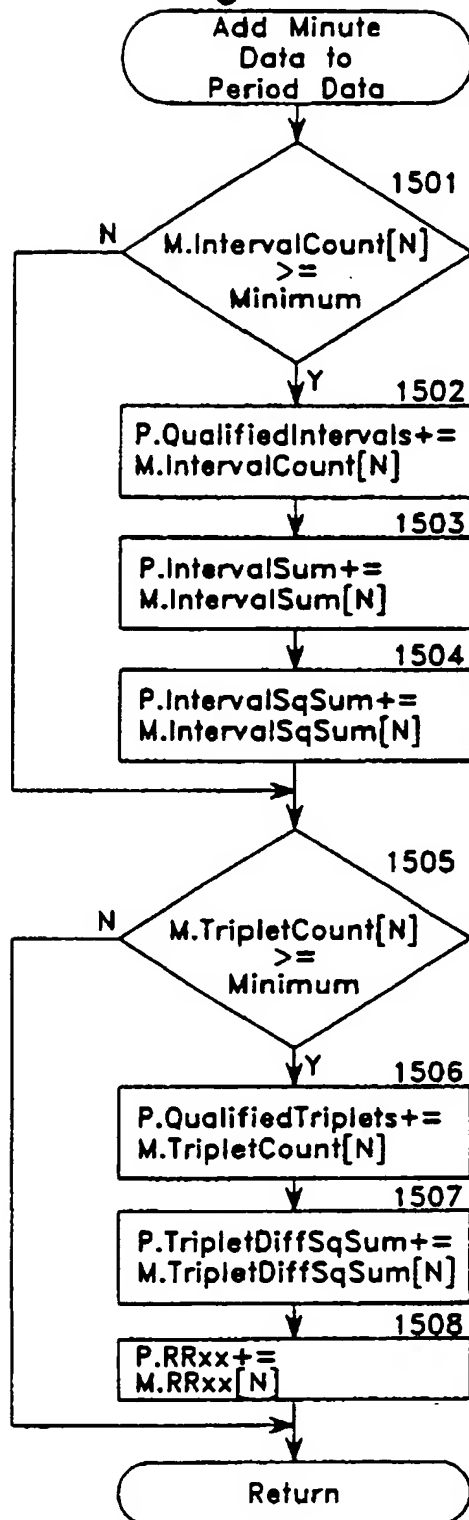 Add Minute
Data to
Period Data
1501
N
M.IntervalCount[N]
>=
Minimum
Y
1502
P.QualifiedIntervals+=
M.IntervalCount[N]
1503
P.IntervalSum+=
M.IntervalSum[N]
1504
P.IntervalSqSum+=
M.IntervalSqSum[N]
1505
N
M.TripletCount[N]
>=
Minimum
Y
1506
P.QualifiedTriplets+=
M.TripletCount[N]
1507
P.TripletDiffSqSum+=
M.TripletDiffSqSum[N]
1508
P.RRxx+=
M.RRxx[N]
Return